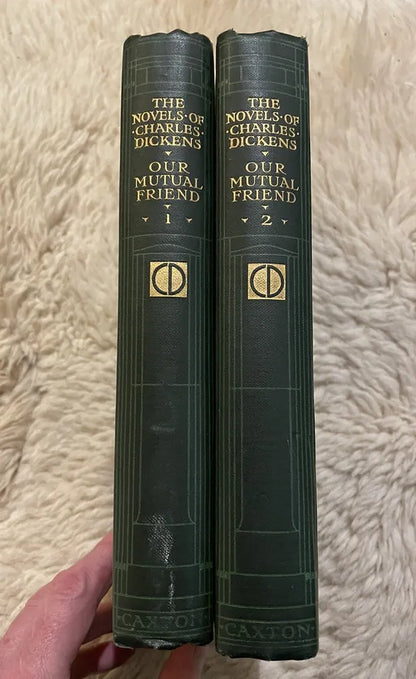 THE
NOVELS·OF
·CHARLES·
DICKENS
OUR
MUTUAL
FRIEND
1
CD
CAXTON
THE
NOVELS·OF
·CHARLES·
DICKENS
OUR
MUTUAL
FRIEND
2
CD
CAXTON